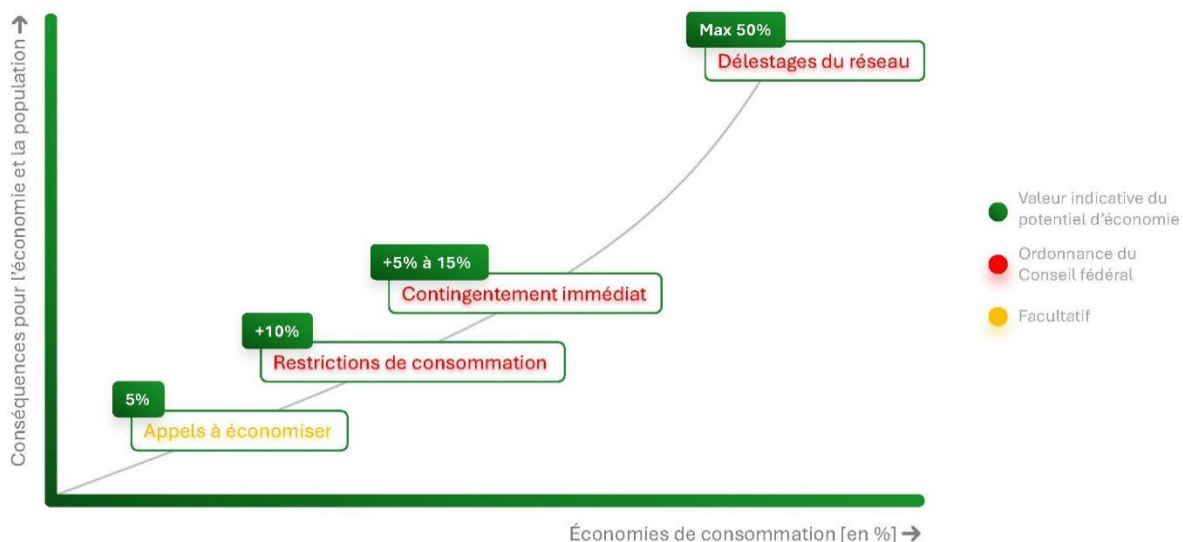 Conséquences pour l'économie et la population →
Max 50%
Délestages du réseau
+5% à 15%
Contingentement immédiat
+10%
Restrictions de consommation
5%
Appels à économiser
Économies de consommation [en %] →
Valeur indicative du
potentiel d'économie
Ordonnance du
Conseil fédéral
Facultatif